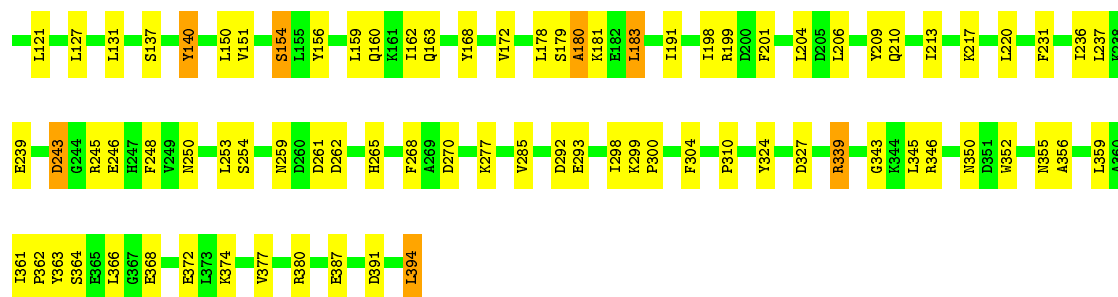 L121 L127 L131 S137 Y140 L150 V151 S154 L155 Y156 L159 Q160 K161 I162 Q163 Y168 V172 L178 S179 A180 K181 E182 L183 I191 I198 R199 D200 F201 L204 D205 L206 Y209 Q210 I213 K217 L220 F231 I236 L237 K238
E239 D243 G244 R245 E246 H247 F248 V249 N250 L253 S254 N259 D260 D261 D262 H265 F268 A269 D270 K277 V285 D292 E293 I298 K299 P300 F304 P310 Y324 D327 R339 G343 K344 L345 R346 N350 D351 W352 N355 A356 L359 A360
I361 P362 Y363 S364 E365 L366 G367 E368 E372 L373 K374 V377 R380 E387 D391 L394